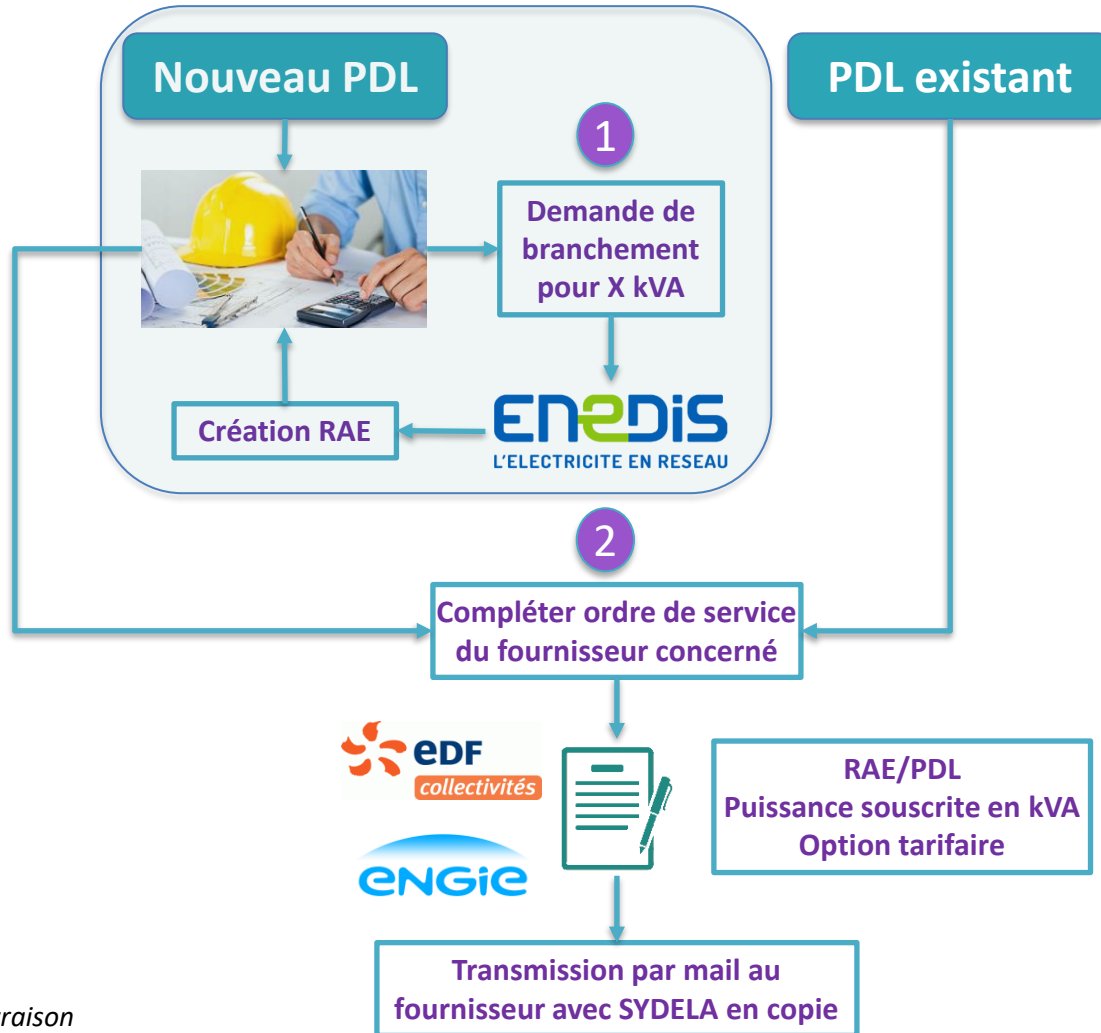 Nouveau PDL
PDL existant
1
Demande de
branchement
pour X kVA
Création RAE
ENEDIS
L'ELECTRICITE EN RESEAU
2
Compléter ordre de service
du fournisseur concerné
eDF
collectivités
ENGIE
RAE/PDL
Puissance souscrite en kVA
Option tarifaire
Transmission par mail au
fournisseur avec SYDELA en copie
raison